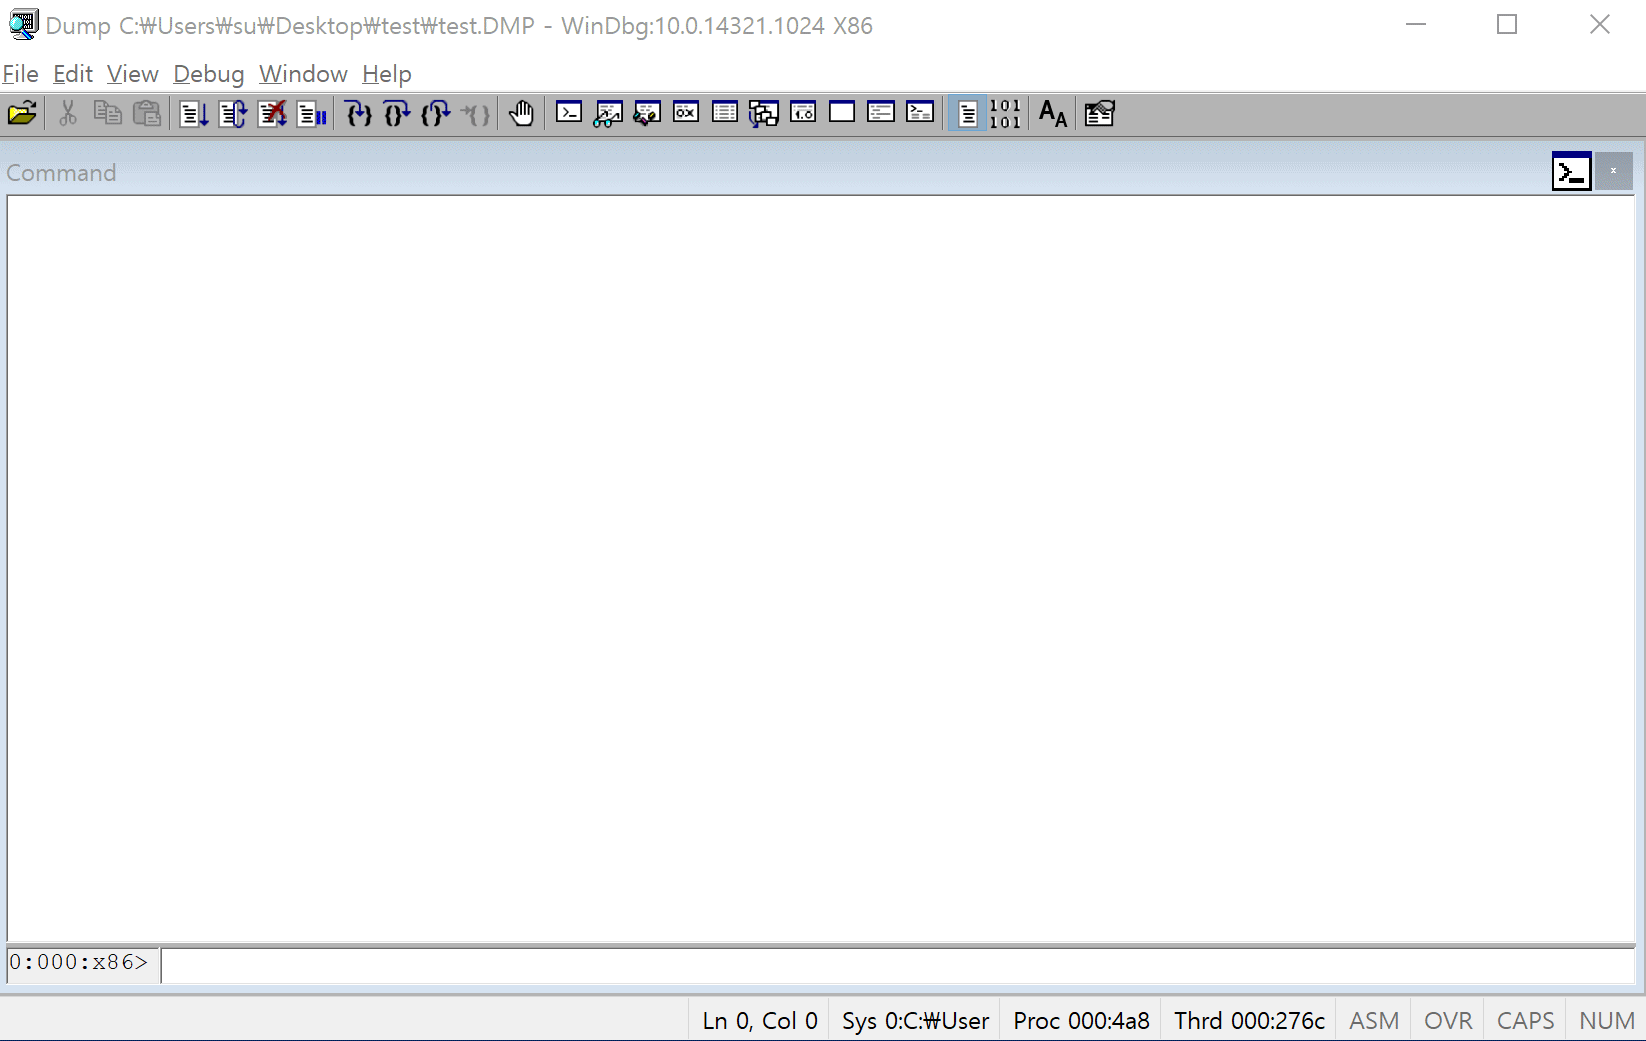 Dump C:₩Users₩su₩Desktop₩test₩test.DMP - WinDbg:10.0.14321.1024 X86
File Edit View Debug Window Help
101
101
AA
Command
0:000:x86>
Ln 0, Col 0 Sys 0:C:₩User Proc 000:4a8 Thrd 000:276c ASM OVR CAPS NUM